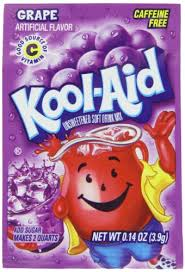 GRAPE
ARTIFICIAL FLAVOR
CAFFEINE
FREE
GOOD SOURCE OF
C
VITAMIN
Kool-Aid
UNSWEETENED SOFT DRINK MIX
ADD SUGAR
MAKES 2 QUARTS
NET WT 0.14 OZ (3.9g)